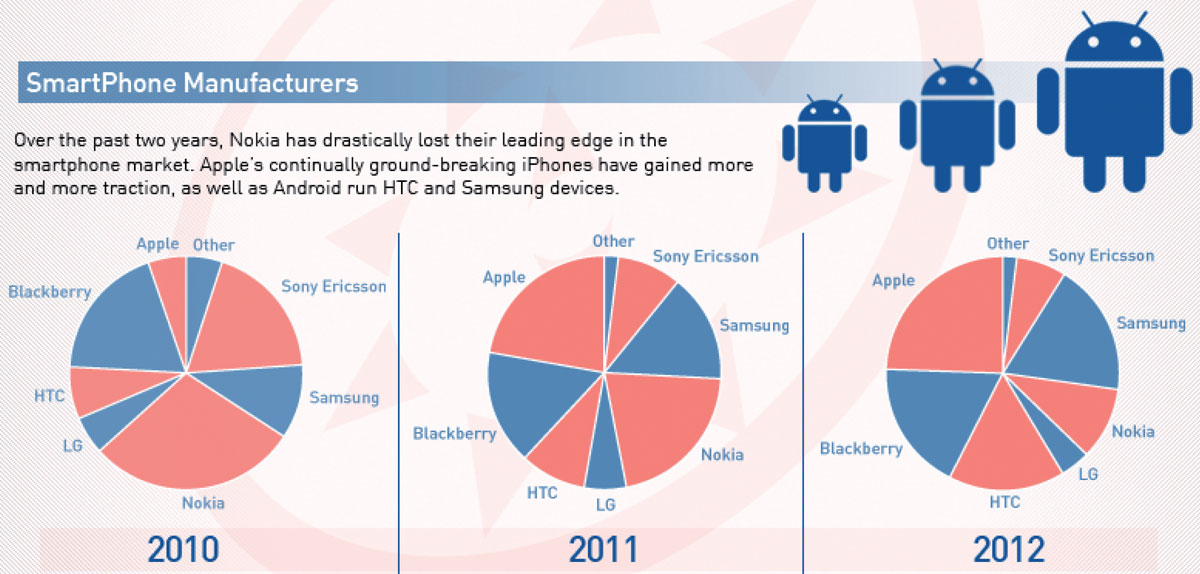 SmartPhone Manufacturers
Over the past two years, Nokia has drastically lost their leading edge in the
smartphone market. Apple's continually ground-breaking iPhones have gained more
and more traction, as well as Android run HTC and Samsung devices.
Apple
Other
Blackberry
Sony Ericsson
HTC
Samsung
LG
Nokia
2010
Other
Apple
Sony Ericsson
Samsung
Blackberry
Nokia
HTC
LG
2011
Other
Apple
Sony Ericsson
Samsung
Blackberry
Nokia
LG
HTC
2012